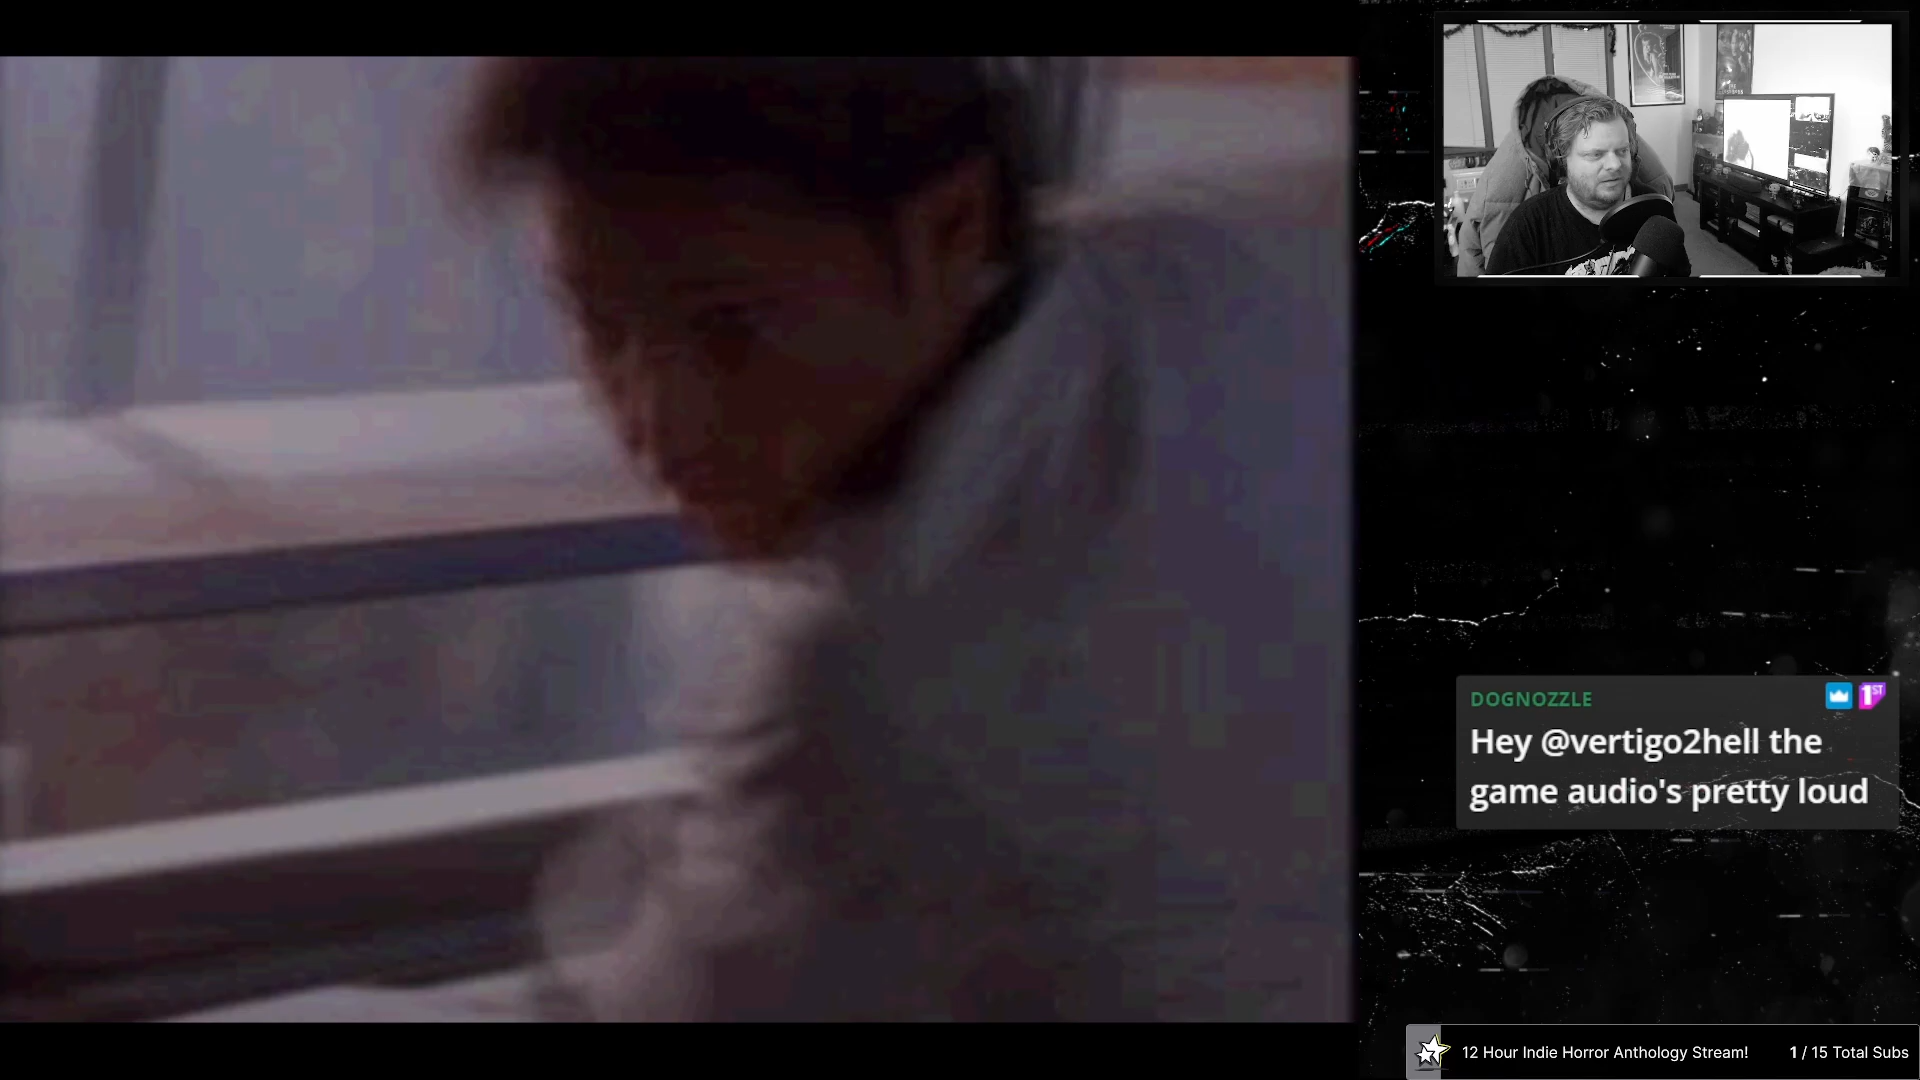 DOGNOZZLE
1ST
Hey @vertigo2hell the
game audio's pretty loud
12 Hour Indie Horror Anthology Stream! 1 / 15 Total Subs